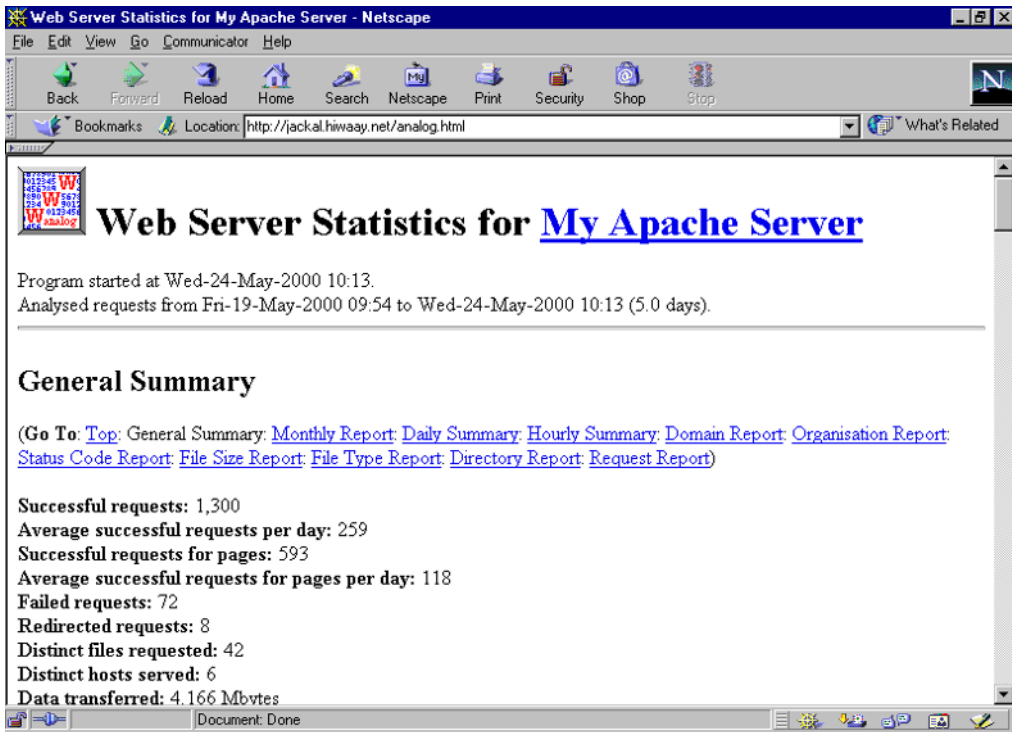 Web Server Statistics for My Apache Server - Netscape
File Edit View Go Communicator Help
Back Forward Reload Home Search Netscape Print Security Shop Stop
Bookmarks Location: http://jackal.hiwaay.net/analog.html What's Related
Web Server Statistics for My Apache Server
Program started at Wed-24-May-2000 10:13.
Analysed requests from Fri-19-May-2000 09:54 to Wed-24-May-2000 10:13 (5.0 days).
General Summary
(Go To: Top: General Summary: Monthly Report: Daily Summary: Hourly Summary: Domain Report: Organisation Report:
Status Code Report: File Size Report: File Type Report: Directory Report: Request Report)
Successful requests: 1,300
Average successful requests per day: 259
Successful requests for pages: 593
Average successful requests for pages per day: 118
Failed requests: 72
Redirected requests: 8
Distinct files requested: 42
Distinct hosts served: 6
Data transferred: 4.166 Mbytes
Document: Done